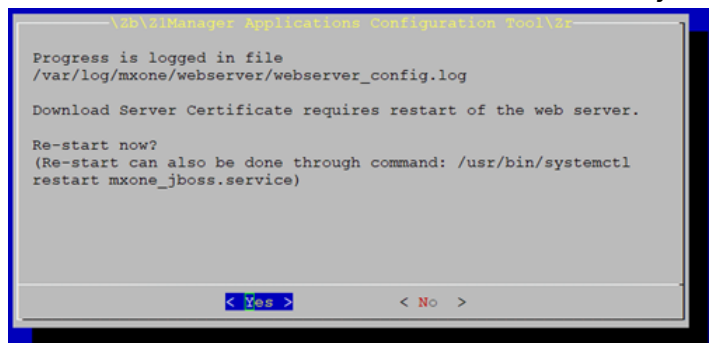 \Zb\Z1Manager Applications Configuration Tool\Zr
Progress is logged in file
/var/log/mxone/webserver/webserver_config.log
Download Server Certificate requires restart of the web server.
Re-start now?
(Re-start can also be done through command: /usr/bin/systemctl
restart mxone_jboss.service)
< Yes > < No >